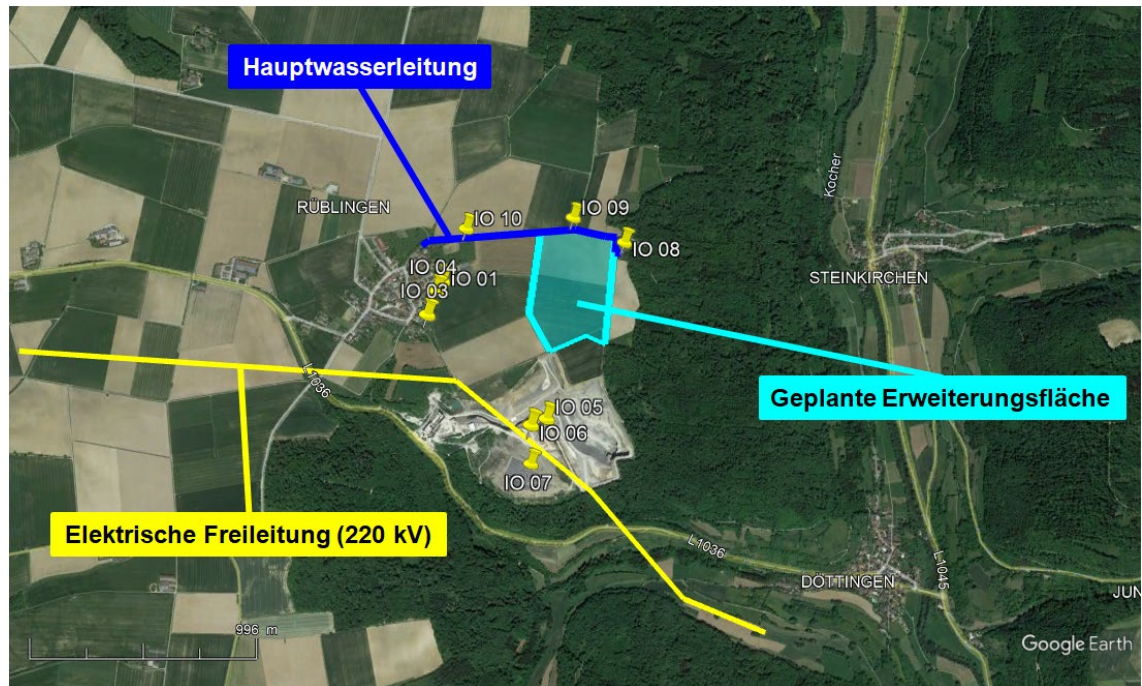 Hauptwasserleitung
RÜBLINGEN
IO 10
IO 09
IO 08
IO 04
IO 01
IO 03
Kocher
STEINKIRCHEN
L1036
Geplante Erweiterungsfläche
IO 05
IO 06
IO 07
Elektrische Freileitung (220 kV)
L1036
L1045
DÖTTINGEN
JUN
996 m
Google Earth